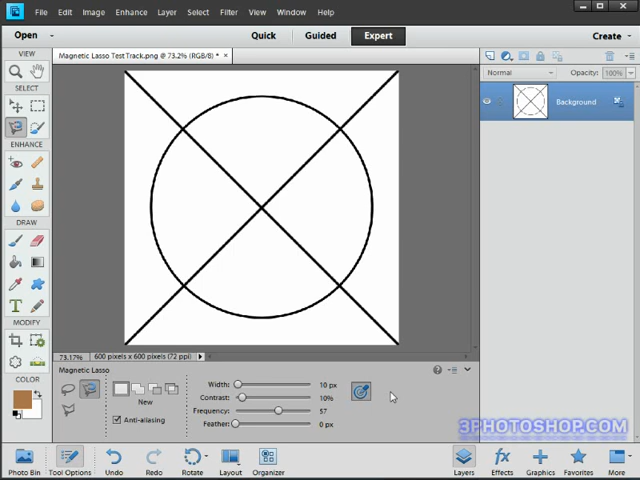 File Edit Image Enhance Layer Select Filter View Window Help
Open Quick Guided Expert Create
VIEW
Magnetic Lasso Test Track.png @ 73.2% (RGB/8) * ×
Normal Opacity: 100%
SELECT
Background
ENHANCE
DRAW
T
MODIFY
73.17% 600 pixels x 600 pixels (72 ppi)
Magnetic Lasso
COLOR
Width: 10 px
Contrast: 10%
New
Frequency: 57
Anti-aliasing
Feather: 0 px
3PHOTOSHOP.COM
Photo Bin Tool Options Undo Redo Rotate Layout Organizer Layers Effects Graphics Favorites More